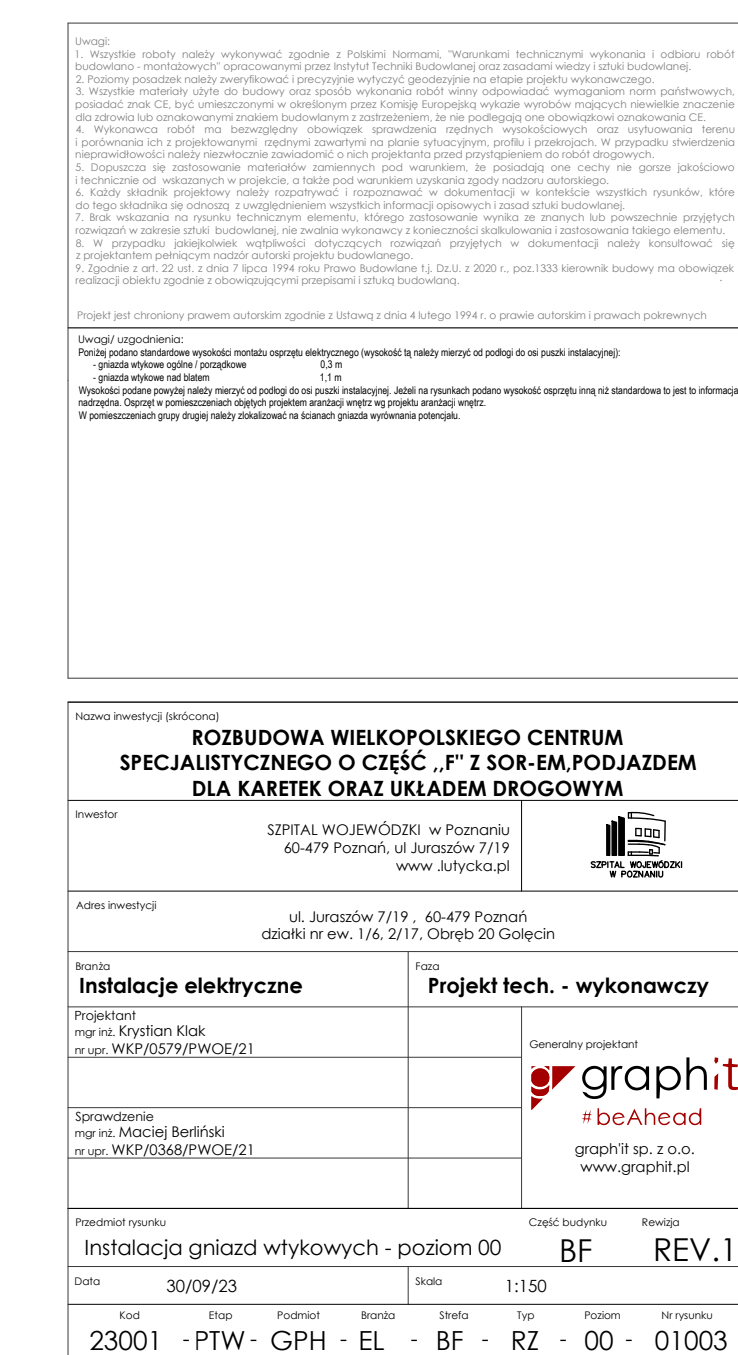 Uwagi:
1. Wszystkie roboty należy wykonywać zgodnie z Polskimi Normami, "Warunkami technicznymi wykonania i odbioru robót
budowlano - montażowych" opracowanymi przez Instytut Techniki Budowlanej oraz zasadami wiedzy i sztuki budowlanej.
2. Poziomy posadzek należy zweryfikować i precyzyjnie wytyczyć geodezyjnie na etapie projektu wykonawczego.
3. Wszystkie materiały użyte do budowy oraz sposób wykonania robót winny odpowiadać wymaganiom norm państwowych,
posiadać znak CE, być umieszczonymi w określonym przez Komisję Europejską wykazie wyrobów mających niewielkie znaczenie
dla zdrowia lub oznakowanymi znakiem budowlanym z zastrzeżeniem, że nie podlegają one obowiązkowi oznakowania CE.
4. Wykonawca robót ma bezwzględny obowiązek sprawdzenia rzędnych wysokościowych oraz usytuowania terenu
i porównania ich z projektowanymi rzędnymi zawartymi na planie sytuacyjnym, profilu i przekrojach. W przypadku stwierdzenia
nieprawidłowości należy niezwłocznie zawiadomić o nich projektanta przed przystąpieniem do robót drogowych.
5. Dopuszcza się zastosowanie materiałów zamiennych pod warunkiem, że posiadają one cechy nie gorsze jakościowo
i technicznie od wskazanych w projekcie, a także pod warunkiem uzyskania zgody nadzoru autorskiego.
6. Każdy składnik projektowy należy rozpatrywać i rozpoznawać w dokumentacji w kontekście wszystkich rysunków, które
do tego składnika się odnoszą z uwzględnieniem wszystkich informacji opisowych i zasad sztuki budowlanej.
7. Brak wskazania na rysunku technicznym elementu, którego zastosowanie wynika ze znanych lub powszechnie przyjętych
rozwiązań w zakresie sztuki budowlanej, nie zwalnia wykonawcy z konieczności skalkulowania i zastosowania takiego elementu.
8. W przypadku jakiejkolwiek wątpliwości dotyczących rozwiązań przyjętych w dokumentacji należy konsultować się
z projektantem pełniącym nadzór autorski projektu budowlanego.
9. Zgodnie z art. 22 ust. z dnia 7 lipca 1994 roku Prawo Budowlane t.j. Dz.U. z 2020 r., poz.1333 kierownik budowy ma obowiązek
realizacji obiektu zgodnie z obowiązującymi przepisami i sztuką budowlaną.
Projekt jest chroniony prawem autorskim zgodnie z Ustawą z dnia 4 lutego 1994 r. o prawie autorskim i prawach pokrewnych
Uwagi/ uzgodnienia:
Poniżej podano standardowe wysokości montażu osprzętu elektrycznego (wysokość tą należy mierzyć od podłogi do osi puszki instalacyjnej):
- gniazda wtykowe ogólne / porządkowe 0,3 m
- gniazda wtykowe nad blatem 1,1 m
Wysokości podane powyżej należy mierzyć od podłogi do osi puszki instalacyjnej. Jeżeli na rysunkach podano wysokość osprzętu inną niż standardowa to jest to informacja
nadrzędna. Osprzęt w pomieszczeniach objętych projektem aranżacji wnętrz wg projektu aranżacji wnętrz.
W pomieszczeniach grupy drugiej należy zlokalizować na ścianach gniazda wyrównania potencjału.
Nazwa inwestycji (skrócona)
ROZBUDOWA WIELKOPOLSKIEGO CENTRUM
SPECJALISTYCZNEGO O CZĘŚĆ ,,F" Z SOR-EM,PODJAZDEM
DLA KARETEK ORAZ UKŁADEM DROGOWYM
Inwestor
SZPITAL WOJEWÓDZKI w Poznaniu
60-479 Poznań, ul Juraszów 7/19
www .lutycka.pl
SZPITAL WOJEWÓDZKI
W POZNANIU
Adres inwestycji
ul. Juraszów 7/19 , 60-479 Poznań
działki nr ew. 1/6, 2/17, Obręb 20 Golęcin
Branża Faza
Instalacje elektryczne Projekt tech. - wykonawczy
Projektant
mgr inż. Krystian Klak
nr upr. WKP/0579/PWOE/21
Generalny projektant
graph'it
#beAhead
graph'it sp. z o.o.
www.graphit.pl
Sprawdzenie
mgr inż. Maciej Berliński
nr upr. WKP/0368/PWOE/21
Przedmiot rysunku Część budynku Rewizja
Instalacja gniazd wtykowych - poziom 00 BF REV.1
Data 30/09/23 Skala 1:150
Kod Etap Podmiot Branża Strefa Typ Poziom Nr rysunku
23001 - PTW - GPH - EL - BF - RZ - 00 - 01003